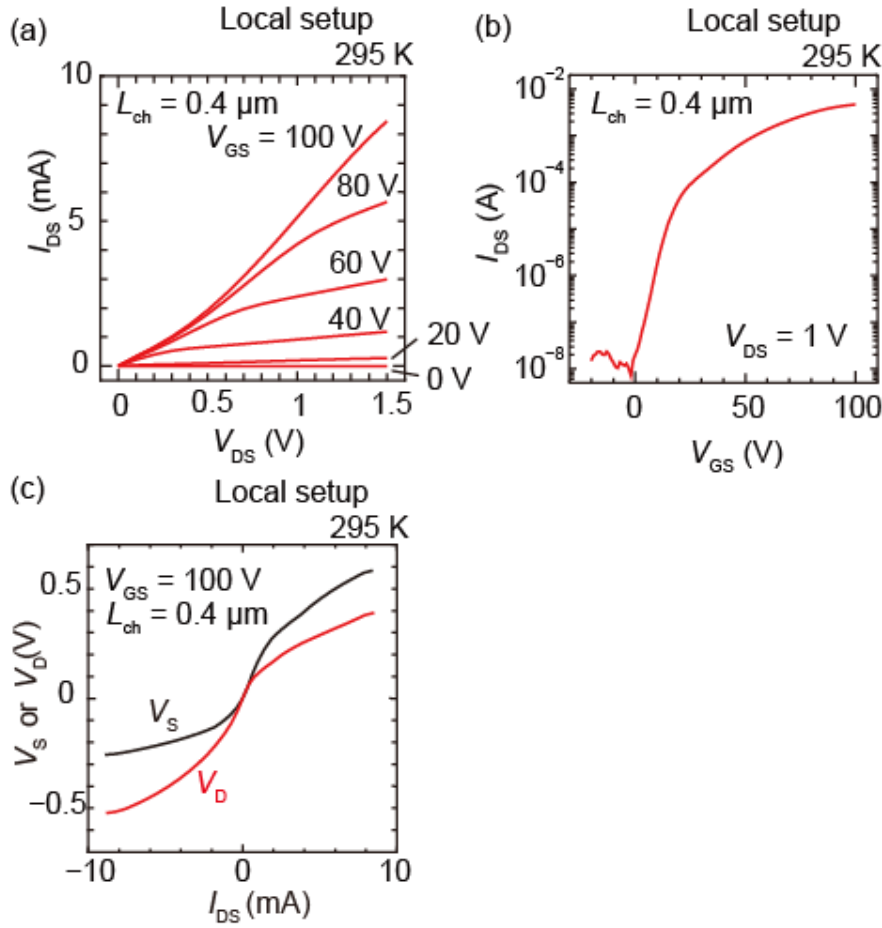 (a)
Local setup
295 K
10
5
0
I_DS (mA)
L_ch = 0.4 μm
V_GS = 100 V
80 V
60 V
40 V
20 V
0 V
0 0.5 1 1.5
V_DS (V)
(b)
Local setup
295 K
10^−2
10^−4
10^−6
10^−8
I_DS (A)
L_ch = 0.4 μm
V_DS = 1 V
0 50 100
V_GS (V)
(c)
Local setup
295 K
0.5
0
−0.5
V_S or V_D(V)
V_GS = 100 V
L_ch = 0.4 μm
V_S
V_D
−10 0 10
I_DS (mA)